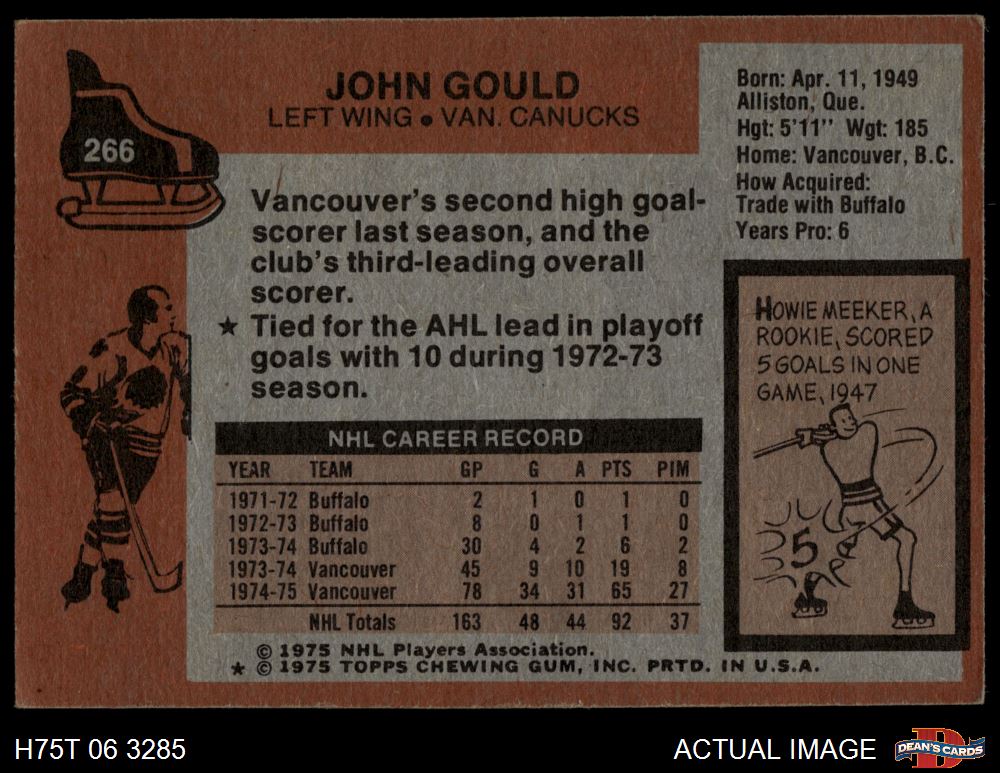 266
JOHN GOULD
LEFT WING • VAN. CANUCKS
Born: Apr. 11, 1949
Alliston, Que.
Hgt: 5'11" Wgt: 185
Home: Vancouver, B.C.
How Acquired:
Trade with Buffalo
Years Pro: 6
Vancouver's second high goal-
scorer last season, and the
club's third-leading overall
scorer.
★ Tied for the AHL lead in playoff
goals with 10 during 1972-73
season.
HOWIE MEEKER, A
ROOKIE, SCORED
5 GOALS IN ONE
GAME, 1947
5
NHL CAREER RECORD
YEAR TEAM GP G A PTS PIM
1971-72 Buffalo 2 1 0 1 0
1972-73 Buffalo 8 0 1 1 0
1973-74 Buffalo 30 4 2 6 2
1973-74 Vancouver 45 9 10 19 8
1974-75 Vancouver 78 34 31 65 27
NHL Totals 163 48 44 92 37
© 1975 NHL Players Association.
★ © 1975 TOPPS CHEWING GUM, INC. PRTD. IN U.S.A.
H75T 06 3285
ACTUAL IMAGE
D
DEAN'S CARDS